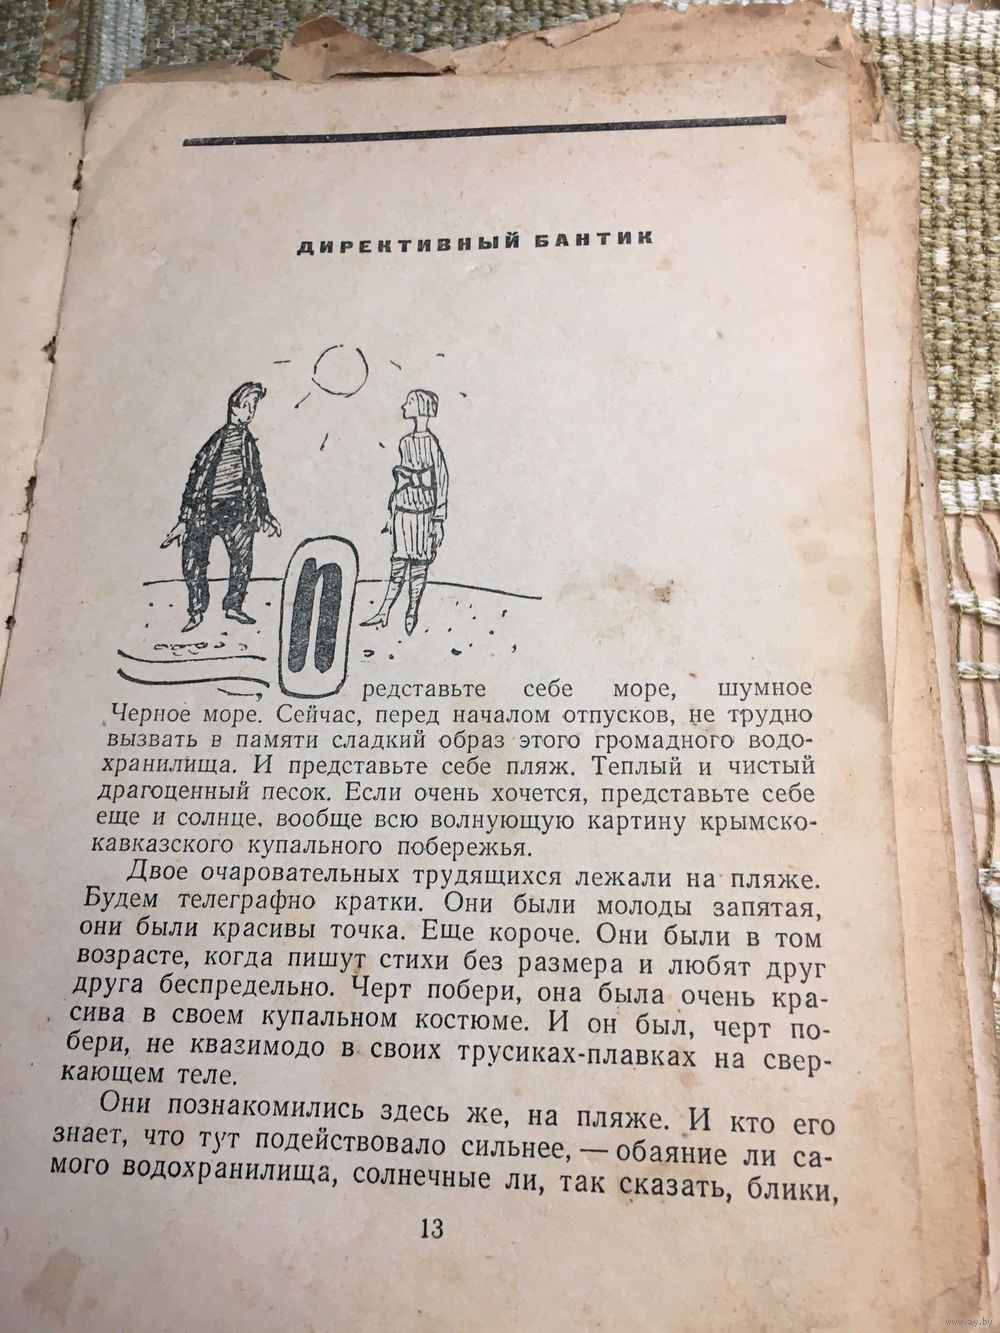 ДИРЕКТИВНЫЙ БАНТИК
Представьте себе море, шумное
Черное море. Сейчас, перед началом отпусков, не трудно
вызвать в памяти сладкий образ этого громадного водо-
хранилища. И представьте себе пляж. Теплый и чистый
драгоценный песок. Если очень хочется, представьте себе
еще и солнце, вообще всю волнующую картину крымско-
кавказского купального побережья.
Двое очаровательных трудящихся лежали на пляже.
Будем телеграфно кратки. Они были молоды запятая,
они были красивы точка. Еще короче. Они были в том
возрасте, когда пишут стихи без размера и любят друг
друга беспредельно. Черт побери, она была очень кра-
сива в своем купальном костюме. И он был, черт по-
бери, не квазимодо в своих трусиках-плавках на свер-
кающем теле.
Они познакомились здесь же, на пляже. И кто его
знает, что тут подействовало сильнее, — обаяние ли са-
мого водохранилища, солнечные ли, так сказать, блики,
13
www.ay.by